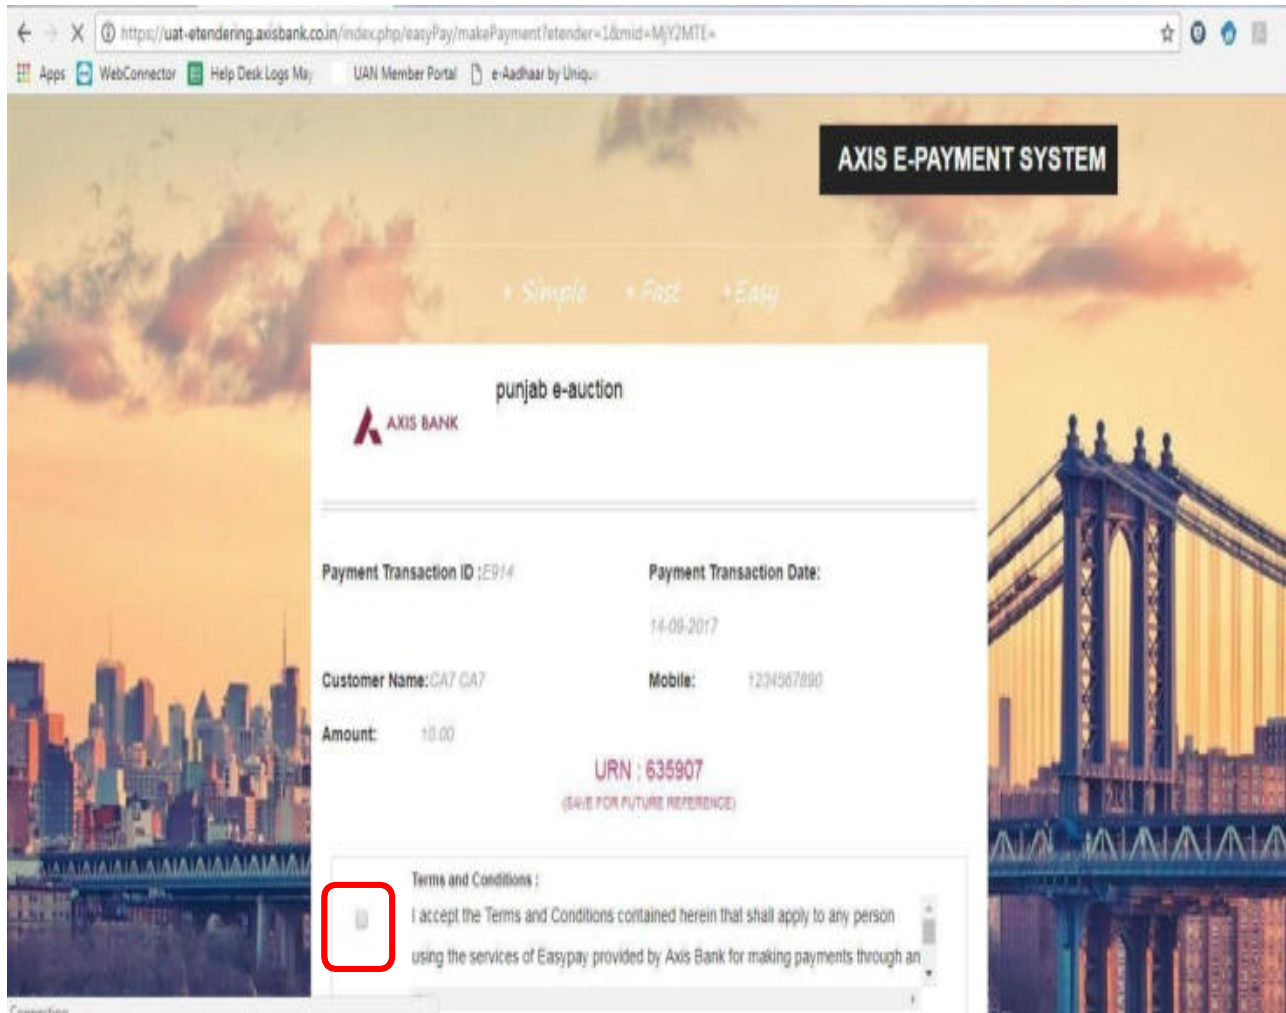 https://uat-etendering.axisbank.co.in/index.php/easyPay/makePayment?etender=1&mid=MjY2MTE=
Apps WebConnector Help Desk Logs May UAN Member Portal e-Aadhaar by Uniqu
AXIS E-PAYMENT SYSTEM
• Simple • Fast • Easy
punjab e-auction
AXIS BANK
Payment Transaction ID :E914 Payment Transaction Date:
14-09-2017
Customer Name:CA7 CA7 Mobile: 1234567890
Amount: 10.00
URN : 635907
(SAVE FOR FUTURE REFERENCE)
Terms and Conditions :
I accept the Terms and Conditions contained herein that shall apply to any person
using the services of Easypay provided by Axis Bank for making payments through an